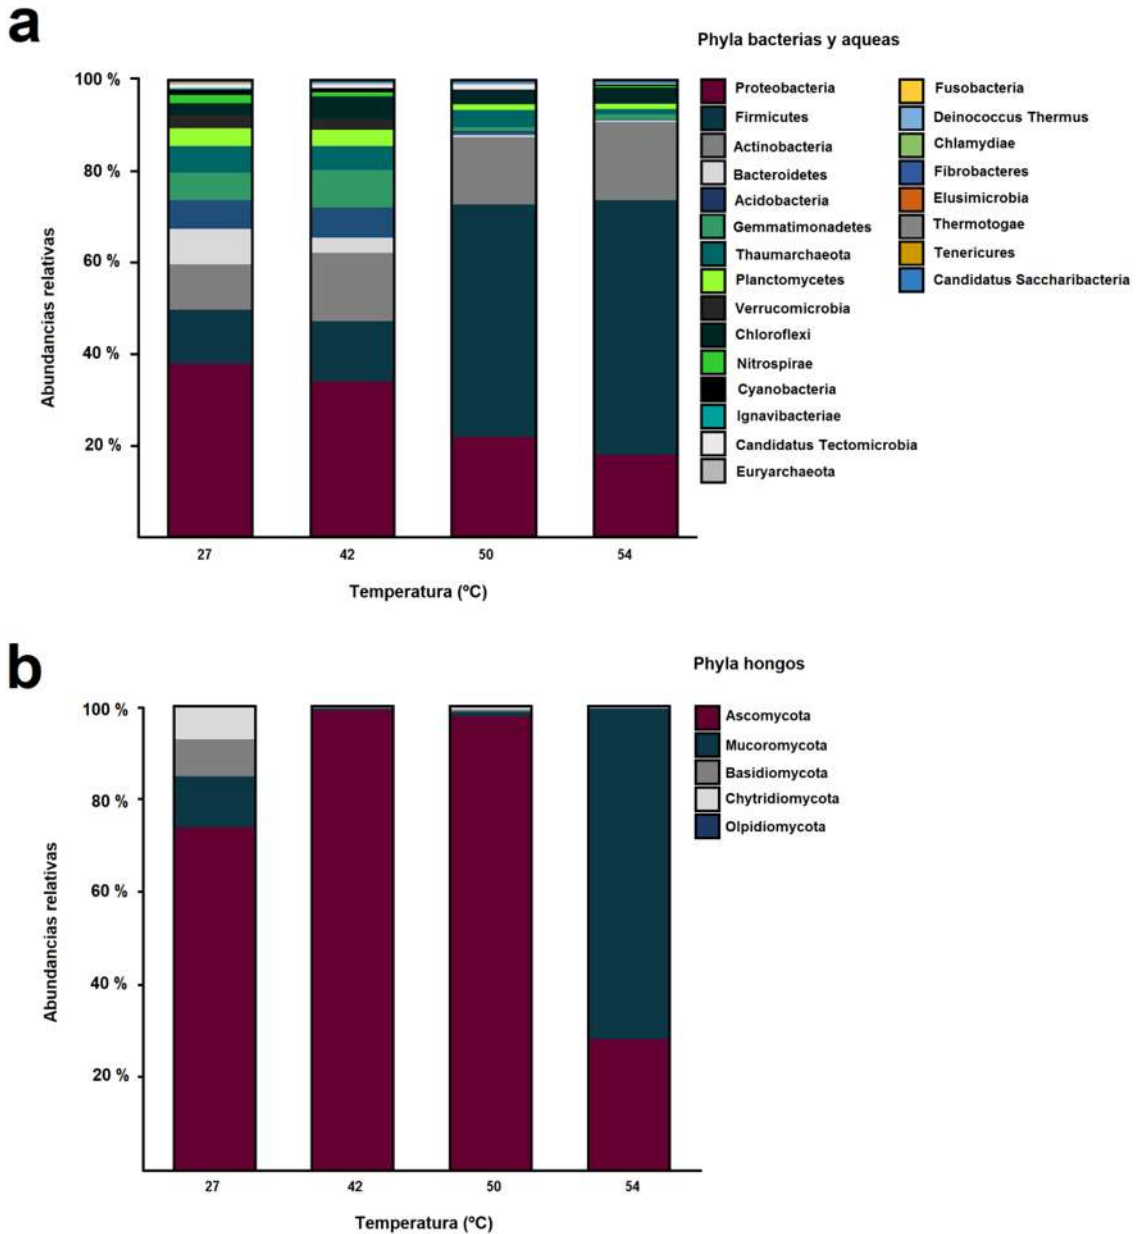 a
Phyla bacterias y aqueas
100 %
80 %
60 %
40 %
20 %
Abundancias relativas
27
42
50
54
Temperatura (ºC)
Proteobacteria
Firmicutes
Actinobacteria
Bacteroidetes
Acidobacteria
Gemmatimonadetes
Thaumarchaeota
Planctomycetes
Verrucomicrobia
Chloroflexi
Nitrospirae
Cyanobacteria
Ignavibacteriae
Candidatus Tectomicrobia
Euryarchaeota
Fusobacteria
Deinococcus Thermus
Chlamydiae
Fibrobacteres
Elusimicrobia
Thermotogae
Tenericures
Candidatus Saccharibacteria
b
Phyla hongos
100 %
80 %
60 %
40 %
20 %
Abundancias relativas
27
42
50
54
Temperatura (ºC)
Ascomycota
Mucoromycota
Basidiomycota
Chytridiomycota
Olpidiomycota